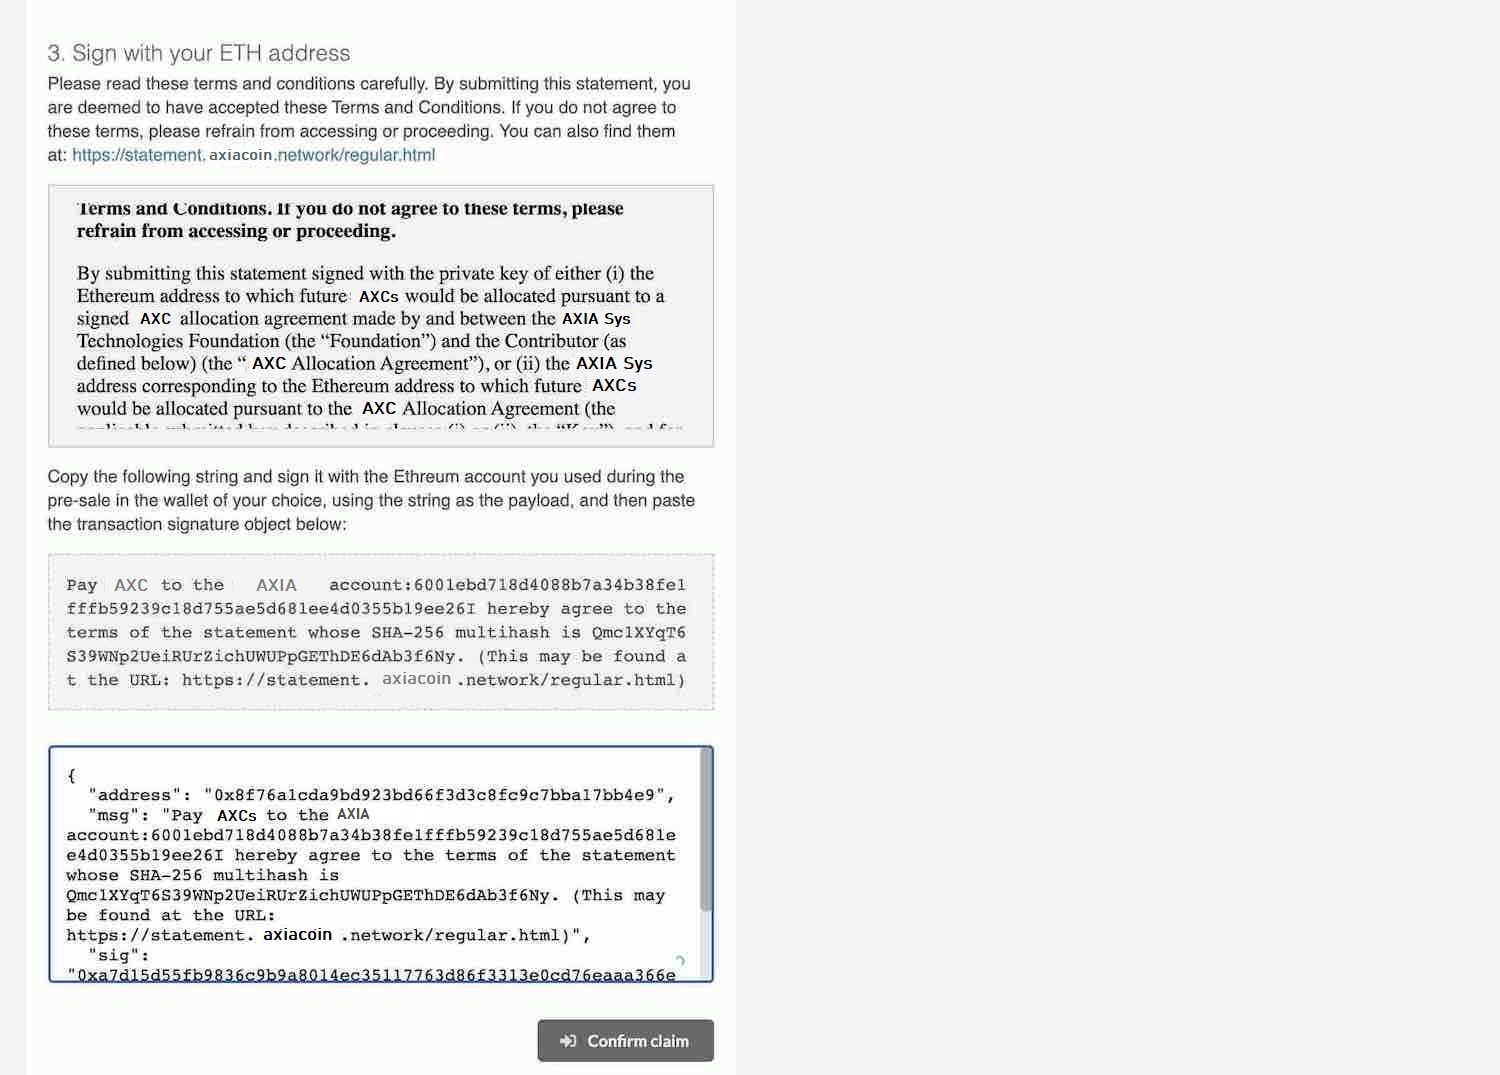 3. Sign with your ETH address
Please read these terms and conditions carefully. By submitting this statement, you
are deemed to have accepted these Terms and Conditions. If you do not agree to
these terms, please refrain from accessing or proceeding. You can also find them
at: https://statement. axiacoin.network/regular.html
Terms and Conditions. If you do not agree to these terms, please
refrain from accessing or proceeding.
By submitting this statement signed with the private key of either (i) the
Ethereum address to which future AXCs would be allocated pursuant to a
signed AXC allocation agreement made by and between the AXIA Sys
Technologies Foundation (the “Foundation”) and the Contributor (as
defined below) (the “ AXC Allocation Agreement”), or (ii) the AXIA Sys
address corresponding to the Ethereum address to which future AXCs
would be allocated pursuant to the AXC Allocation Agreement (the
Copy the following string and sign it with the Ethreum account you used during the
pre-sale in the wallet of your choice, using the string as the payload, and then paste
the transaction signature object below:
Pay AXC to the AXIA account:6001ebd718d4088b7a34b38fe1
fffb59239c18d755ae5d681ee4d0355b19ee26I hereby agree to the
terms of the statement whose SHA-256 multihash is Qmc1XYqT6
S39WNp2UeiRUrZichUWUPpGEThDE6dAb3f6Ny. (This may be found a
t the URL: https://statement. axiacoin .network/regular.html)
{
"address": "0x8f76a1cda9bd923bd66f3d3c8fc9c7bba17bb4e9",
"msg": "Pay AXCs to the AXIA
account:6001ebd718d4088b7a34b38fe1fffb59239c18d755ae5d681e
e4d0355b19ee26I hereby agree to the terms of the statement
whose SHA-256 multihash is
Qmc1XYqT6S39WNp2UeiRUrZichUWUPpGEThDE6dAb3f6Ny. (This may
be found at the URL:
https://statement. axiacoin .network/regular.html)",
"sig":
"0xa7d15d55fb9836c9b9a8014ec35117763d86f3313e0cd76eaaa366e
Confirm claim